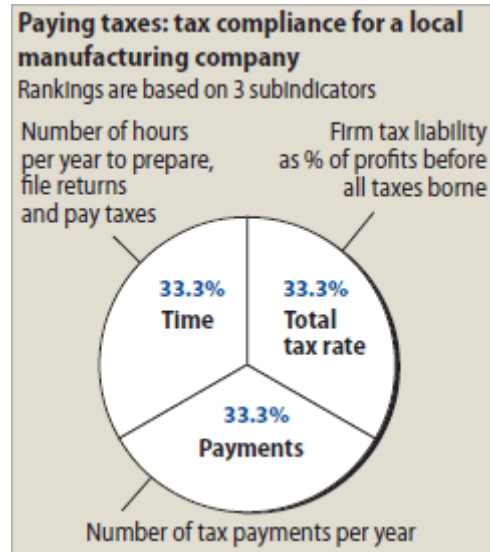 Paying taxes: tax compliance for a local
manufacturing company
Rankings are based on 3 subindicators
Number of hours
per year to prepare,
file returns
and pay taxes
Firm tax liability
as % of profits before
all taxes borne
33.3%
Time
33.3%
Total
tax rate
33.3%
Payments
Number of tax payments per year